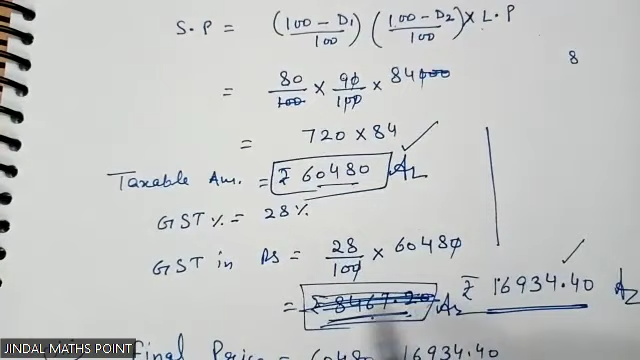 S.P = (100 - D₁/100) (100 - D₂/100) × L.P
8
= 80/100 × 90/100 × 84000
= 720 × 84
Taxable Am. = ₹ 60480 A₁
GST % = 28%
GST in Rs = 28/100 × 60480
= ₹ 8467.20 A₂ ₹ 16934.40 A₂
Final Price = 60480 16934.40
JINDAL MATHS POINT